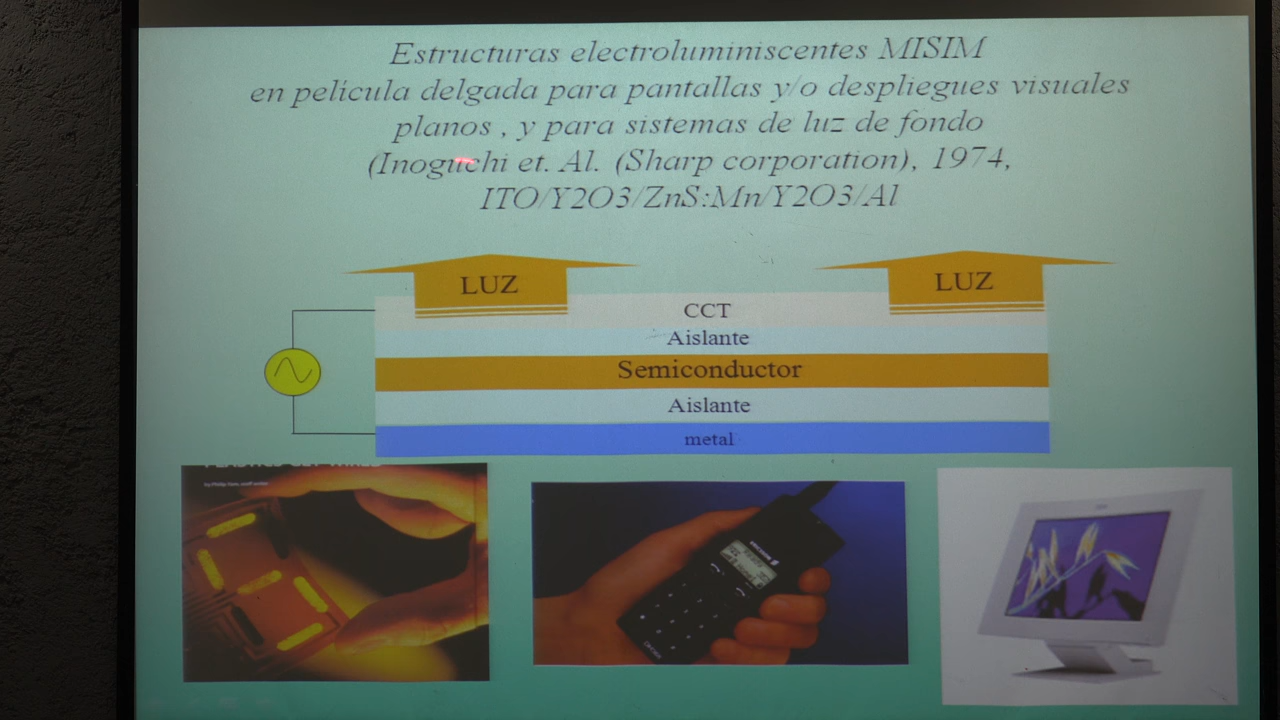 Estructuras electroluminiscentes MISIM
en película delgada para pantallas y/o despliegues visuales
planos , y para sistemas de luz de fondo
(Inoguchi et. Al. (Sharp corporation), 1974,
ITO/Y2O3/ZnS:Mn/Y2O3/Al
LUZ
LUZ
CCT
Aislante
Semiconductor
Aislante
metal
ERICSSON